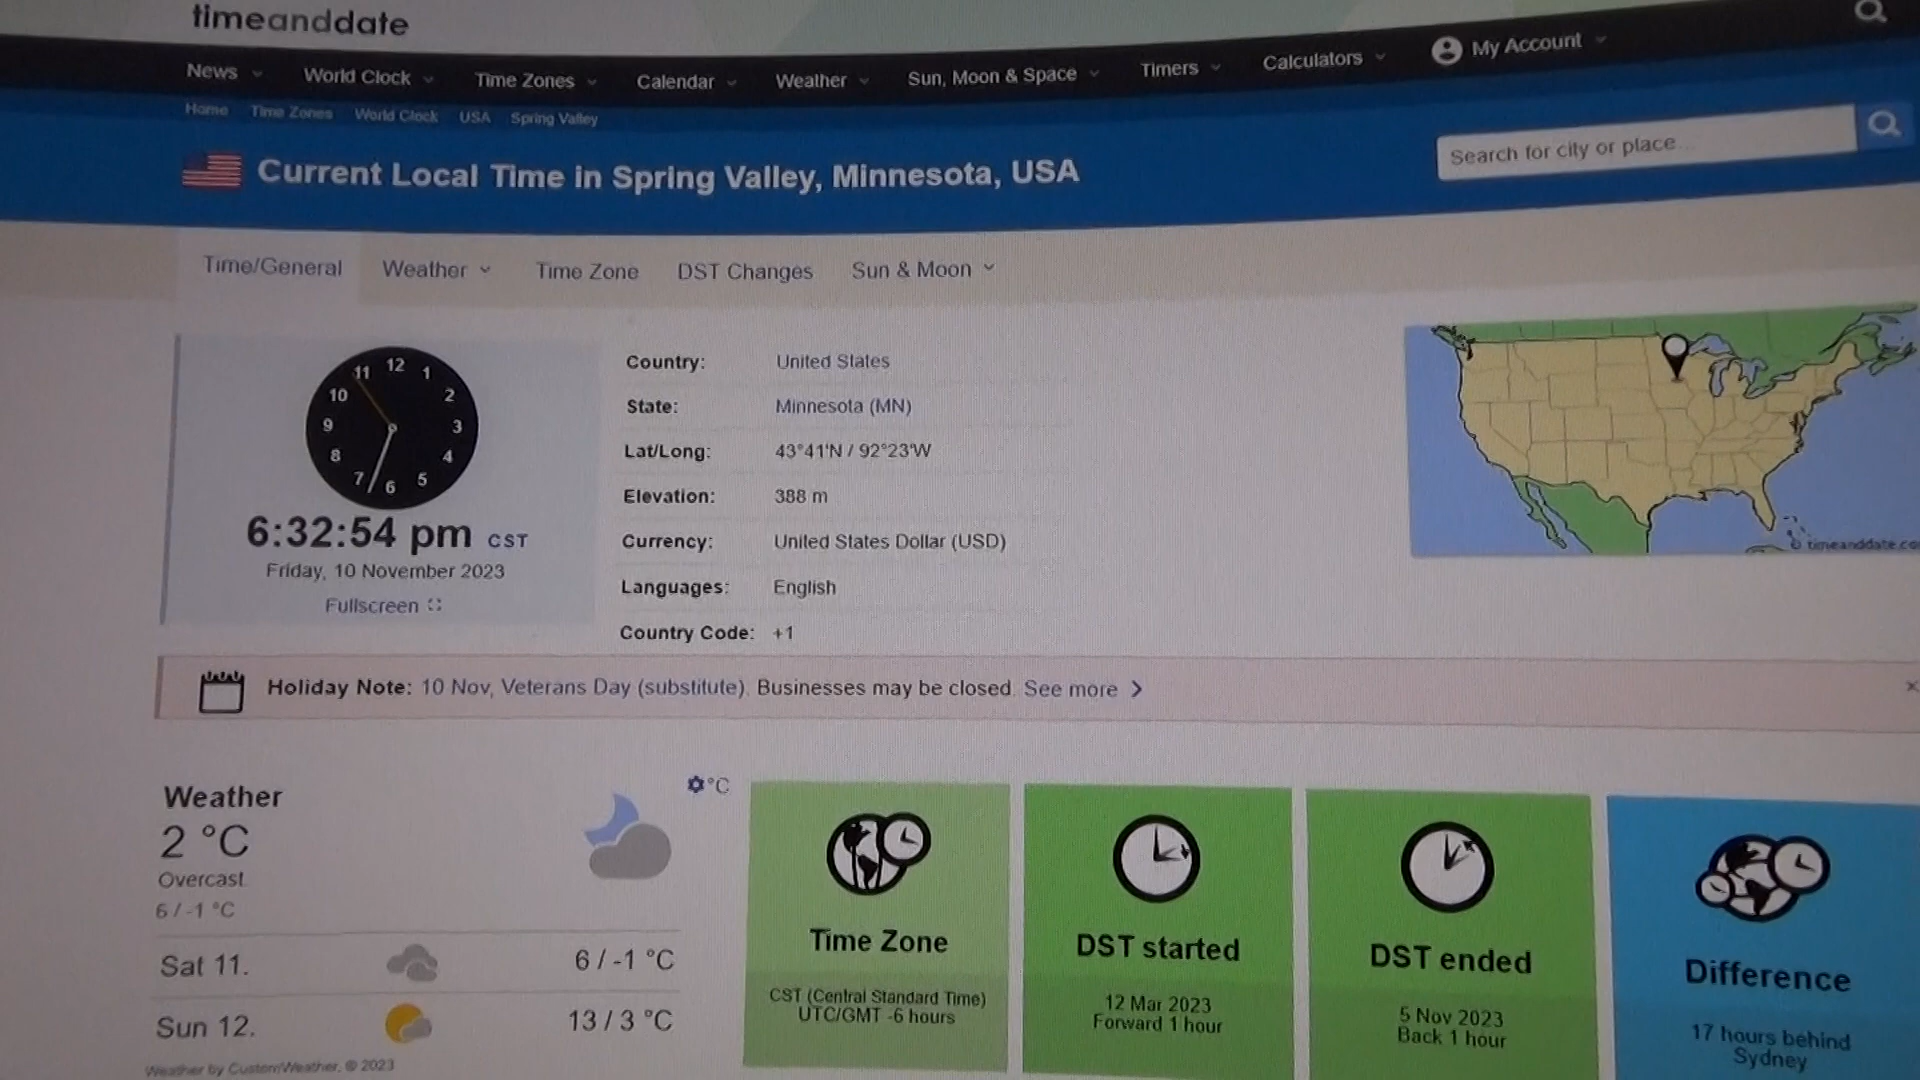 timeanddate
News World Clock Time Zones Calendar Weather Sun, Moon & Space Timers Calculators My Account
Home Time Zones World Clock USA Spring Valley
Current Local Time in Spring Valley, Minnesota, USA
Search for city or place...
Time/General Weather Time Zone DST Changes Sun & Moon
12
1
2
3
4
5
6
7
8
9
10
11
6:32:54 pm CST
Friday, 10 November 2023
Fullscreen
Country: United States
State: Minnesota (MN)
Lat/Long: 43°41'N / 92°23'W
Elevation: 388 m
Currency: United States Dollar (USD)
Languages: English
Country Code: +1
© timeanddate.co
Holiday Note: 10 Nov, Veterans Day (substitute). Businesses may be closed. See more
Weather
°C
2 °C
Overcast.
6 / -1 °C
Sat 11. 6 / -1 °C
Sun 12. 13 / 3 °C
Weather by CustomWeather, © 2023
Time Zone
CST (Central Standard Time)
UTC/GMT -6 hours
DST started
12 Mar 2023
Forward 1 hour
DST ended
5 Nov 2023
Back 1 hour
Difference
17 hours behind
Sydney